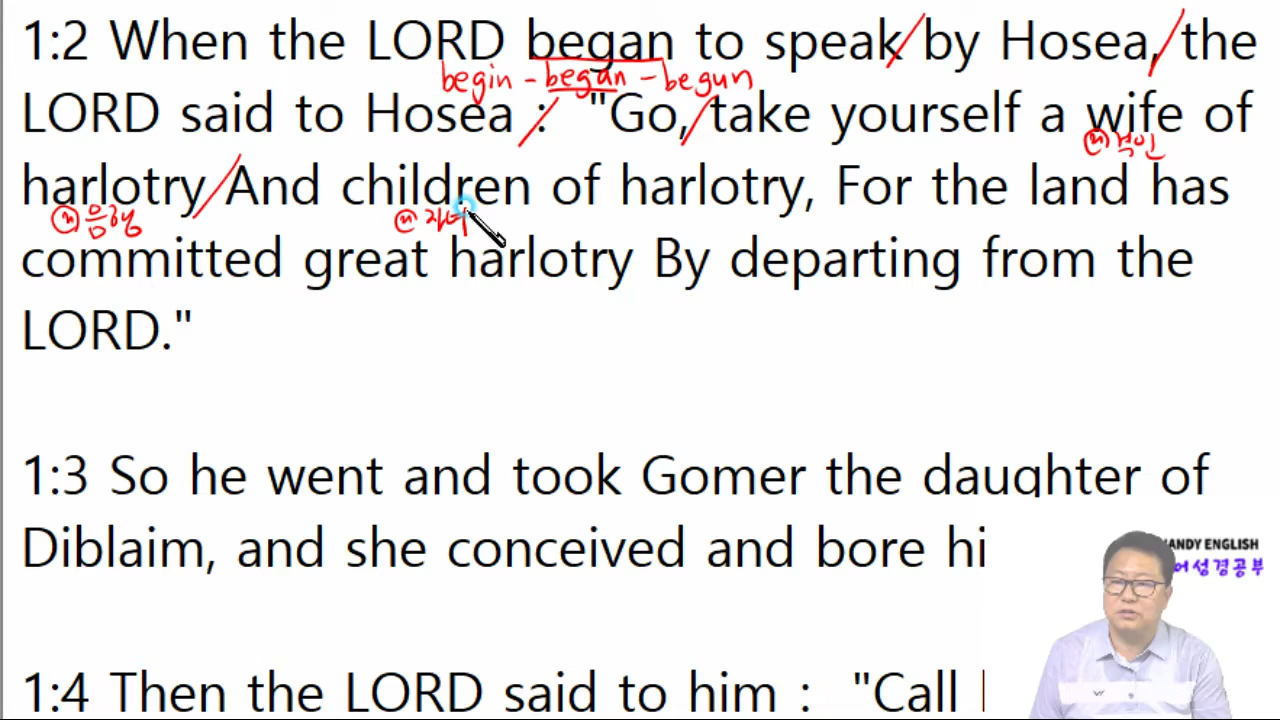 1:2 When the LORD began to speak by Hosea, the
begin - began - begun
LORD said to Hosea : "Go, take yourself a wife of
ⓝ 여인
harlotry And children of harlotry, For the land has
ⓝ 음행 ⓝ 자녀
committed great harlotry By departing from the
LORD."
1:3 So he went and took Gomer the daughter of
Diblaim, and she conceived and bore hi
HANDY ENGLISH
어성경공부
1:4 Then the LORD said to him : "Call